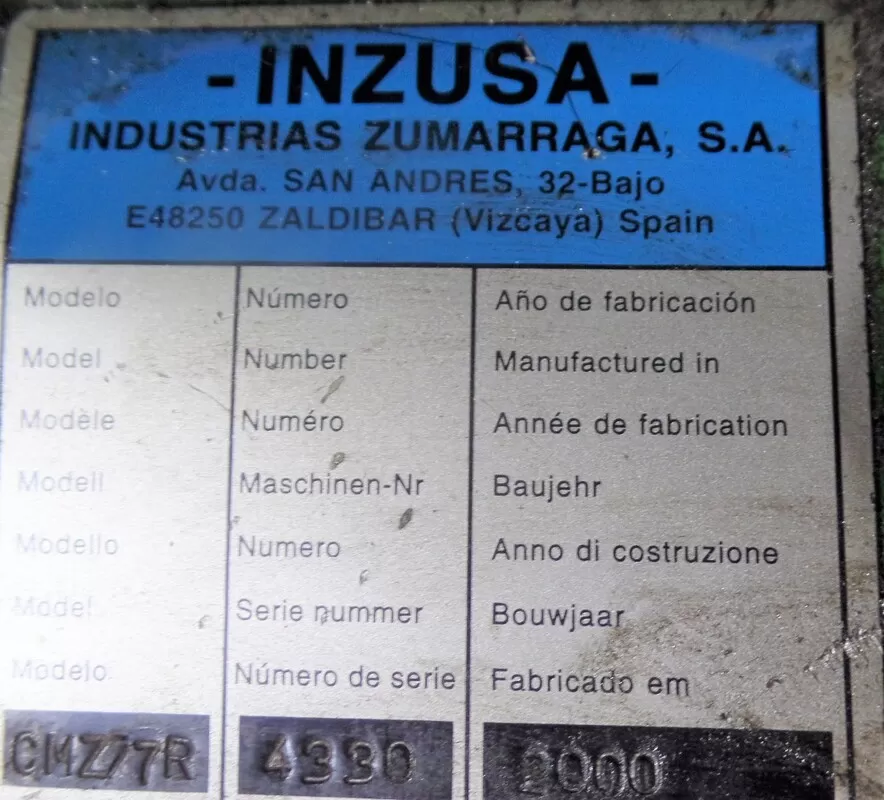 - INZUSA -
INDUSTRIAS ZUMARRAGA, S.A.
Avda. SAN ANDRES, 32-Bajo
E48250 ZALDIBAR (Vizcaya) Spain
Modelo Número Año de fabricación
Model Number Manufactured in
Modèle Numéro Année de fabrication
Modell Maschinen-Nr Baujehr
Modello Numero Anno di costruzione
Model Serie nummer Bouwjaar
Modelo Número de serie Fabricado em
CMZ77R 4330 2000